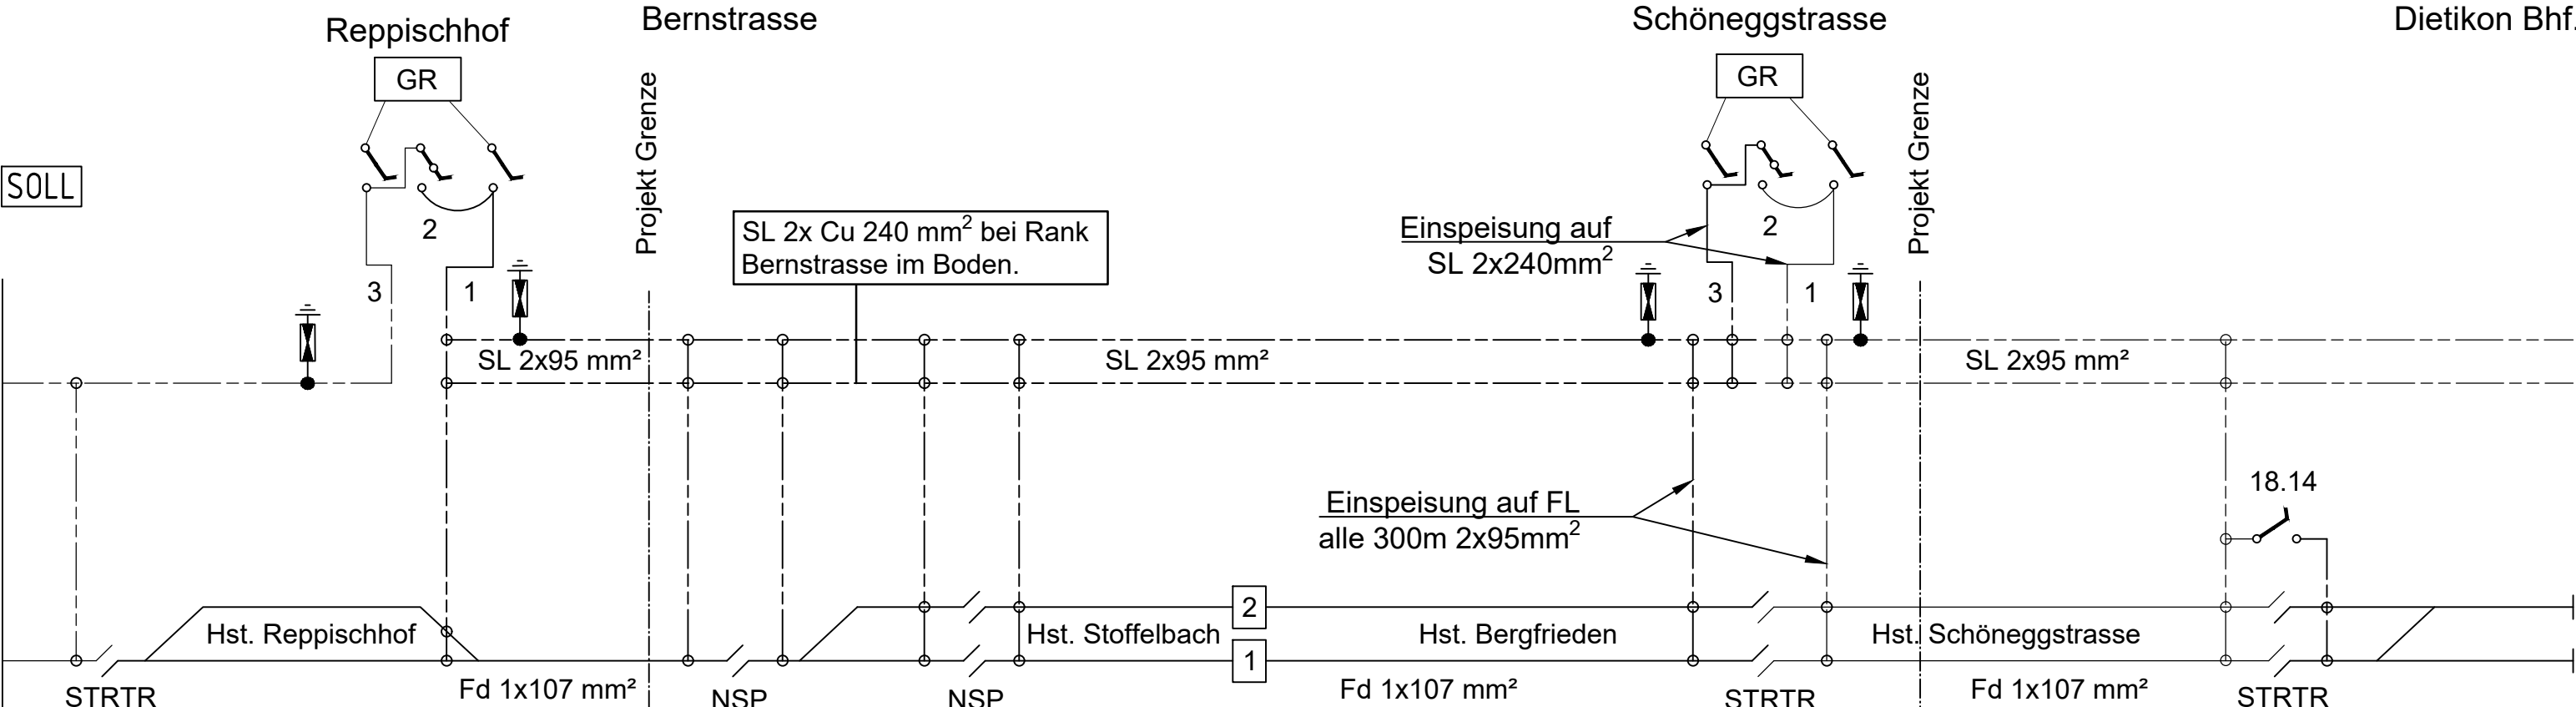 Reppischhof
Bernstrasse
Schöneggstrasse
Dietikon Bhf.
GR
GR
Projekt Grenze
Projekt Grenze
SOLL
SL 2x Cu 240 mm² bei Rank
Bernstrasse im Boden.
Einspeisung auf
SL 2x240mm²
2
2
3
1
3
1
SL 2x95 mm²
SL 2x95 mm²
SL 2x95 mm²
18.14
Einspeisung auf FL
alle 300m 2x95mm²
2
Hst. Reppischhof
Hst. Stoffelbach
Hst. Bergfrieden
Hst. Schöneggstrasse
1
STRTR
Fd 1x107 mm²
NSP
NSP
Fd 1x107 mm²
STRTR
Fd 1x107 mm²
STRTR